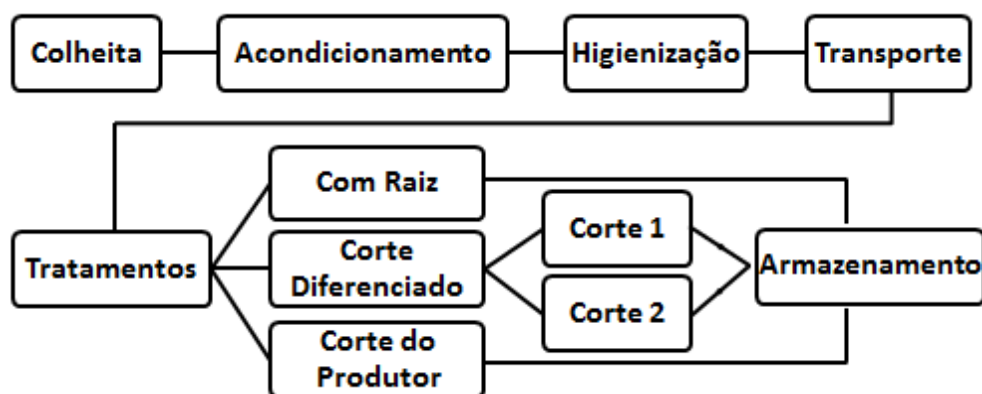 Colheita
Acondicionamento
Higienização
Transporte
Com Raiz
Tratamentos
Corte
Diferenciado
Corte 1
Corte 2
Armazenamento
Corte do
Produtor